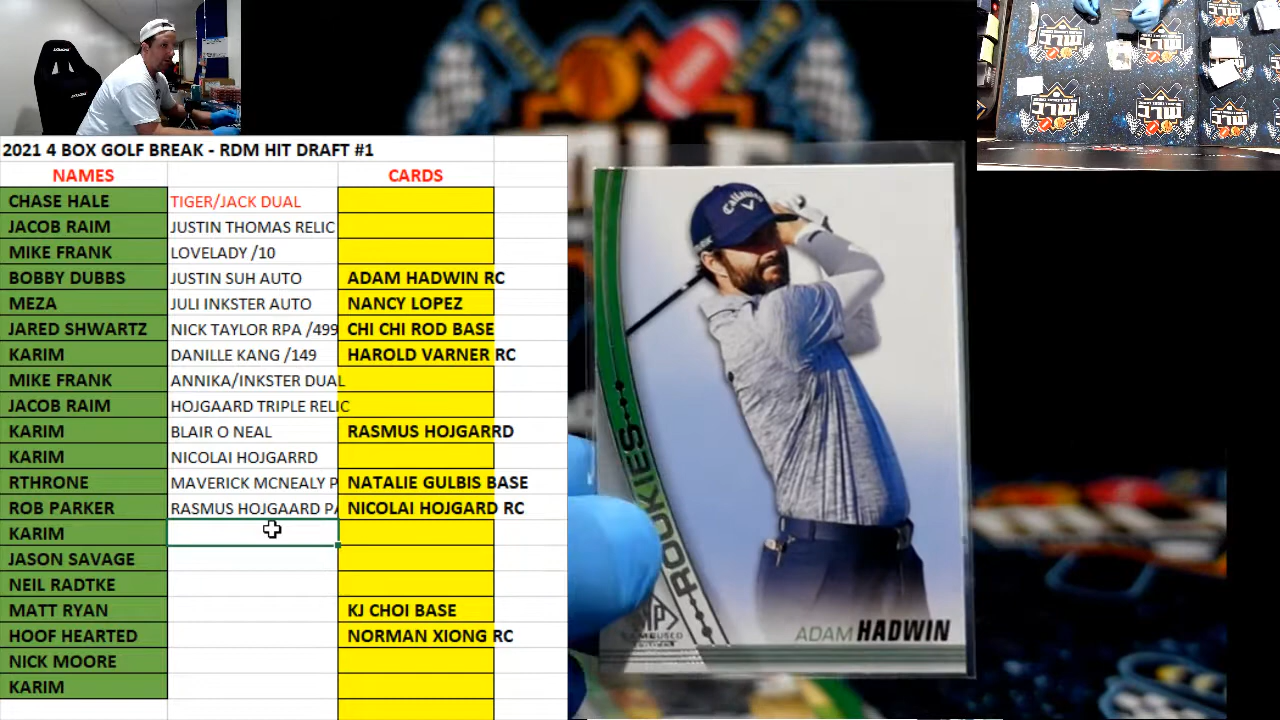 2021 4 BOX GOLF BREAK - RDM HIT DRAFT #1
NAMES CARDS
CHASE HALE TIGER/JACK DUAL
JACOB RAIM JUSTIN THOMAS RELIC
MIKE FRANK LOVELADY /10
BOBBY DUBBS JUSTIN SUH AUTO ADAM HADWIN RC
MEZA JULI INKSTER AUTO NANCY LOPEZ
JARED SHWARTZ NICK TAYLOR RPA /499 CHI CHI ROD BASE
KARIM DANILLE KANG /149 HAROLD VARNER RC
MIKE FRANK ANNIKA/INKSTER DUAL
JACOB RAIM HOJGAARD TRIPLE RELIC
KARIM BLAIR O NEAL RASMUS HOJGARRD
KARIM NICOLAI HOJGARRD
RTHRONE MAVERICK MCNEALY P NATALIE GULBIS BASE
ROB PARKER RASMUS HOJGAARD PA NICOLAI HOJGARD RC
KARIM
JASON SAVAGE
NEIL RADTKE
MATT RYAN KJ CHOI BASE
HOOF HEARTED NORMAN XIONG RC
NICK MOORE
KARIM
Callaway
ROOKIES
ADAM HADWIN